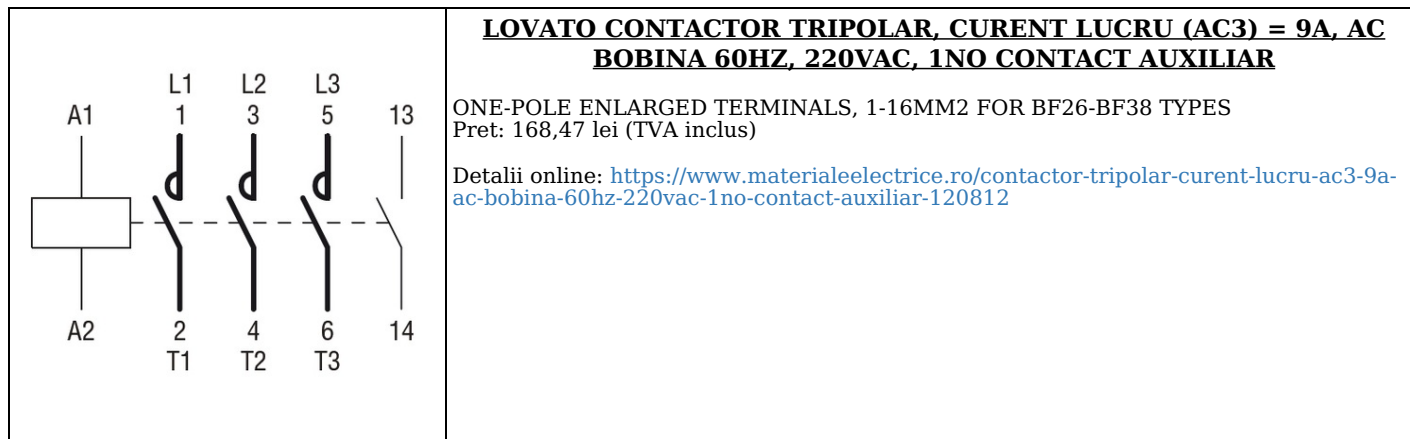 L1 L2 L3
A1 1 3 5 13
A2 2 4 6 14
T1 T2 T3
LOVATO CONTACTOR TRIPOLAR, CURENT LUCRU (AC3) = 9A, AC
BOBINA 60HZ, 220VAC, 1NO CONTACT AUXILIAR
ONE-POLE ENLARGED TERMINALS, 1-16MM2 FOR BF26-BF38 TYPES
Pret: 168,47 lei (TVA inclus)
Detalii online: https://www.materialeelectrice.ro/contactor-tripolar-curent-lucru-ac3-9a-
ac-bobina-60hz-220vac-1no-contact-auxiliar-120812